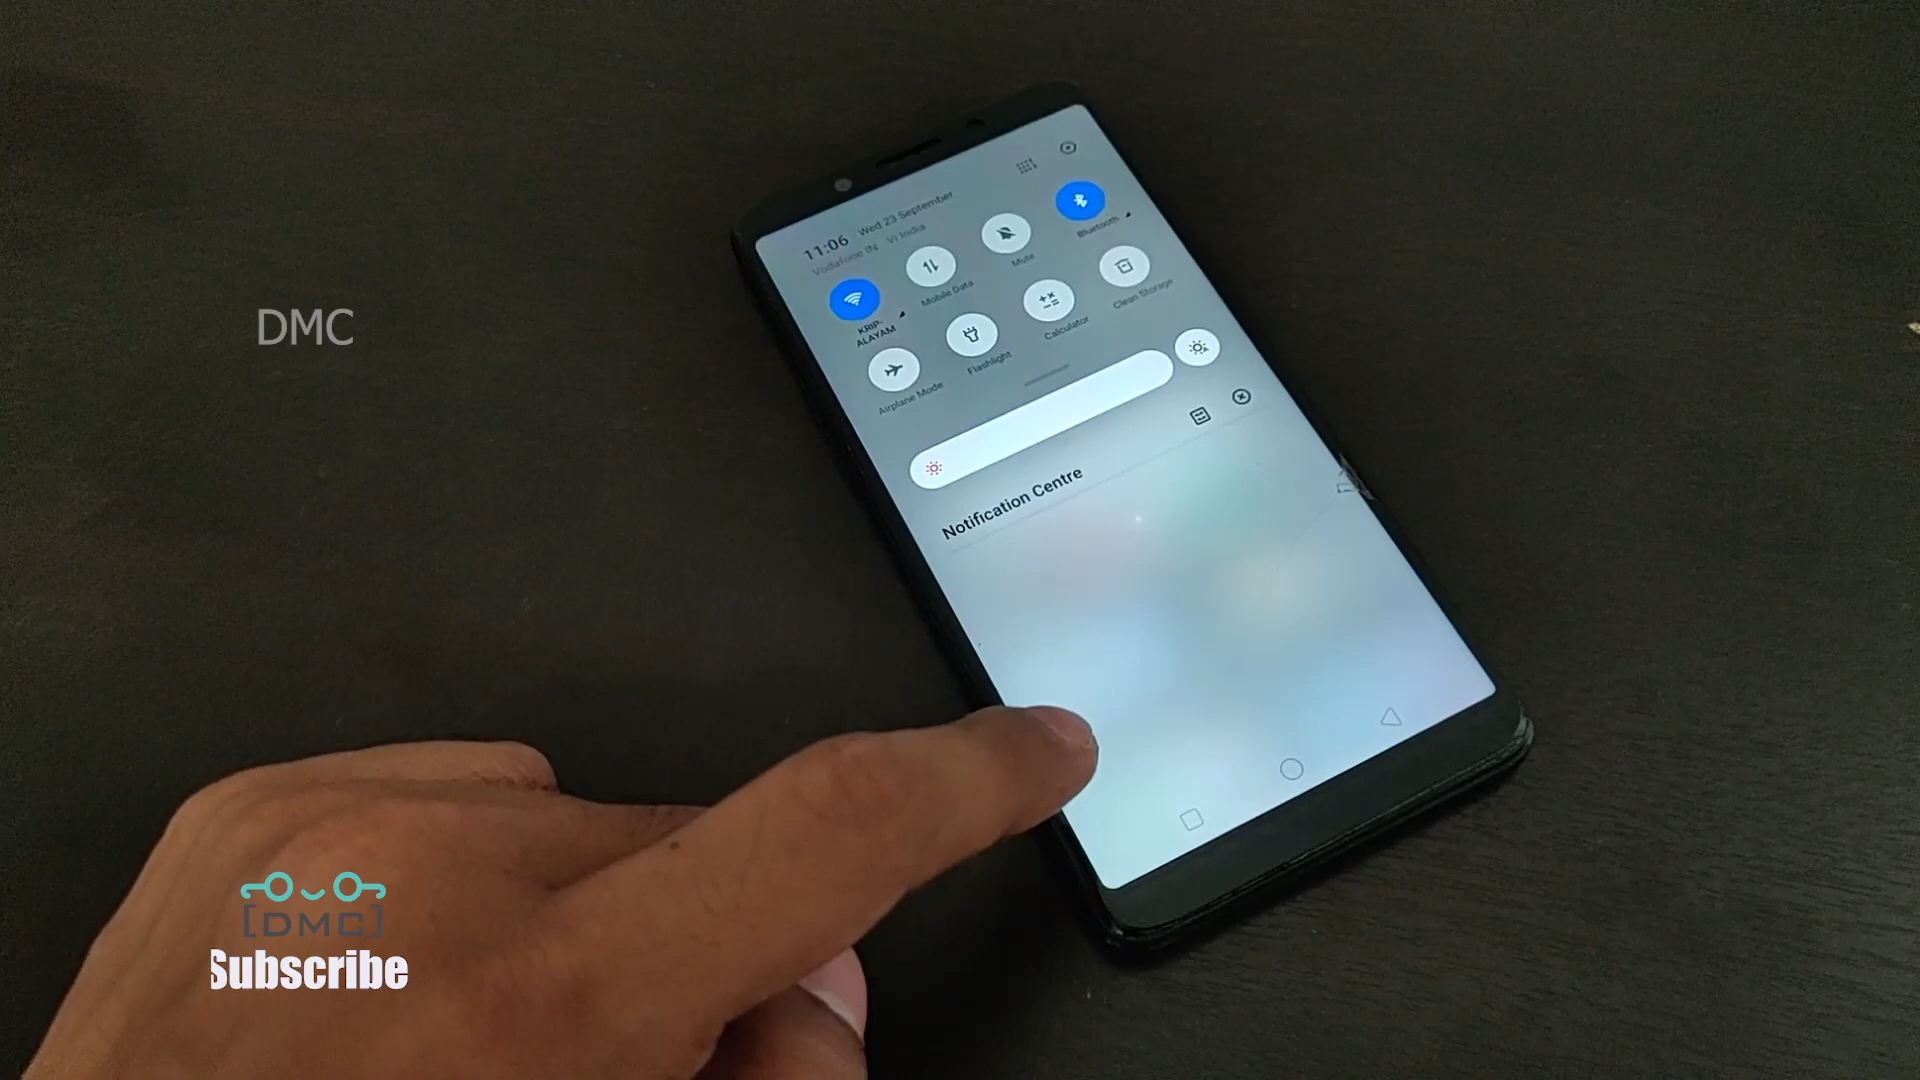 11:06 Wed 23 September
Vodafone IN Vi India
KRIP-
ALAYAM
Mobile Data
Mute
Bluetooth
Airplane Mode
Flashlight
Calculator
Clean Storage
Notification Centre
DMC
[DMC]
Subscribe